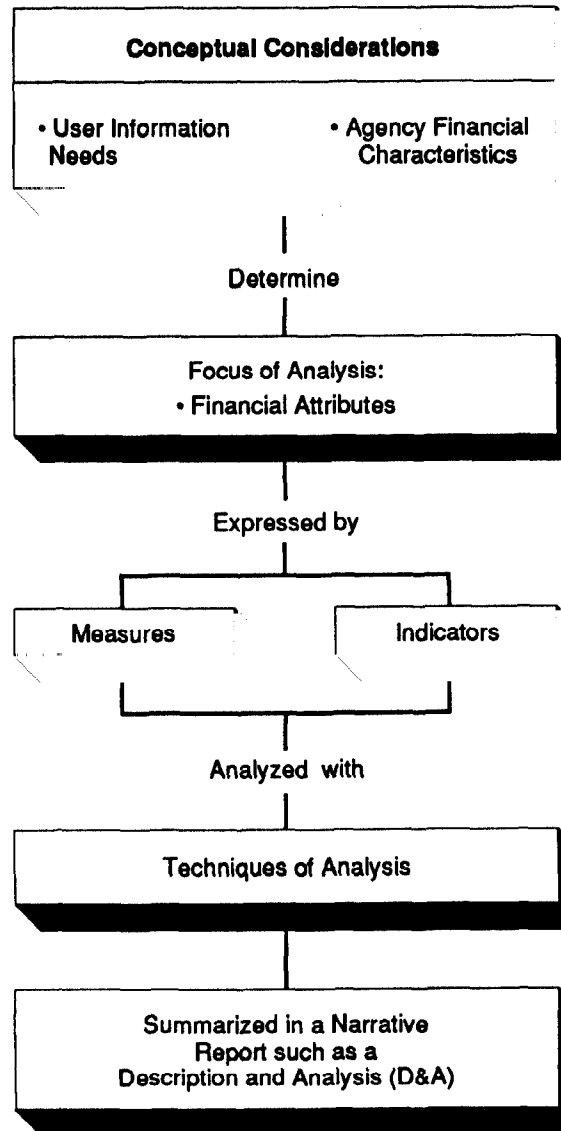 Conceptual Considerations
• User Information
Needs
• Agency Financial
Characteristics
Determine
Focus of Analysis:
• Financial Attributes
Expressed by
Measures
Indicators
Analyzed with
Techniques of Analysis
Summarized in a Narrative
Report such as a
Description and Analysis (D&A)